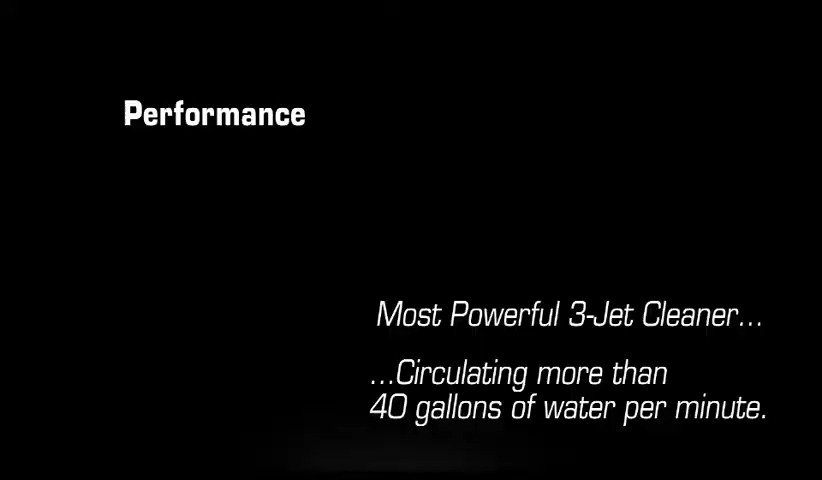 Performance
Most Powerful 3-Jet Cleaner...
...Circulating more than
40 gallons of water per minute.